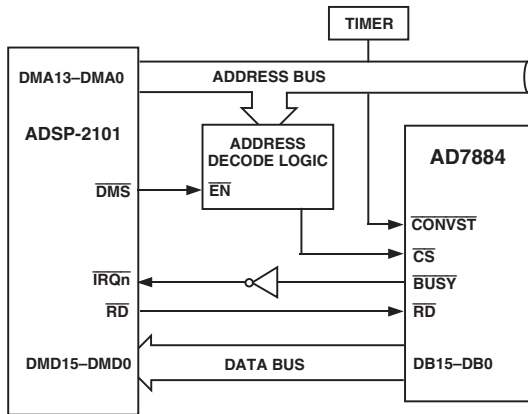 TIMER
DMA13–DMA0
ADDRESS BUS
ADSP-2101
ADDRESS
DECODE LOGIC
AD7884
DMS
EN
CONVST
CS
IRQn
BUSY
RD
RD
DMD15–DMD0
DATA BUS
DB15–DB0